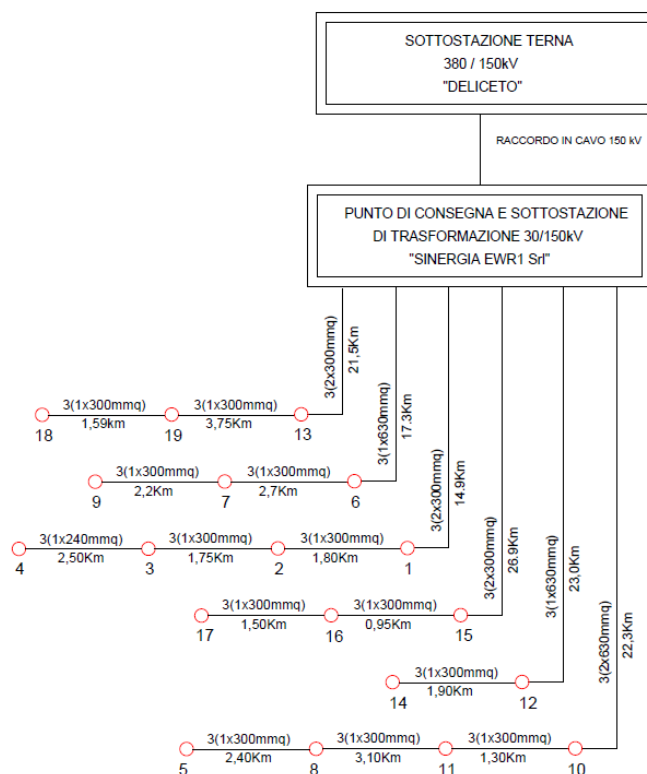 SOTTOSTAZIONE TERNA
380 / 150kV
"DELICETO"
RACCORDO IN CAVO 150 kV
PUNTO DI CONSEGNA E SOTTOSTAZIONE
DI TRASFORMAZIONE 30/150kV
"SINERGIA EWR1 Srl"
3(2x300mmq)
21,5Km
3(1x630mmq)
17.3Km
3(2x300mmq)
14.9Km
3(2x300mmq)
26.9Km
3(1x630mmq)
23,0Km
3(2x630mmq)
22,3Km
3(1x300mmq)
3(1x300mmq)
1,59km
3,75Km
18
19
13
3(1x300mmq)
3(1x300mmq)
2,2Km
2,7Km
9
7
6
3(1x240mmq)
3(1x300mmq)
3(1x300mmq)
2,50Km
1,75Km
1,80Km
4
3
2
1
3(1x300mmq)
3(1x300mmq)
1,50Km
0,95Km
17
16
15
3(1x300mmq)
1,90Km
14
12
3(1x300mmq)
3(1x300mmq)
3(1x300mmq)
2,40Km
3,10Km
1,30Km
5
8
11
10